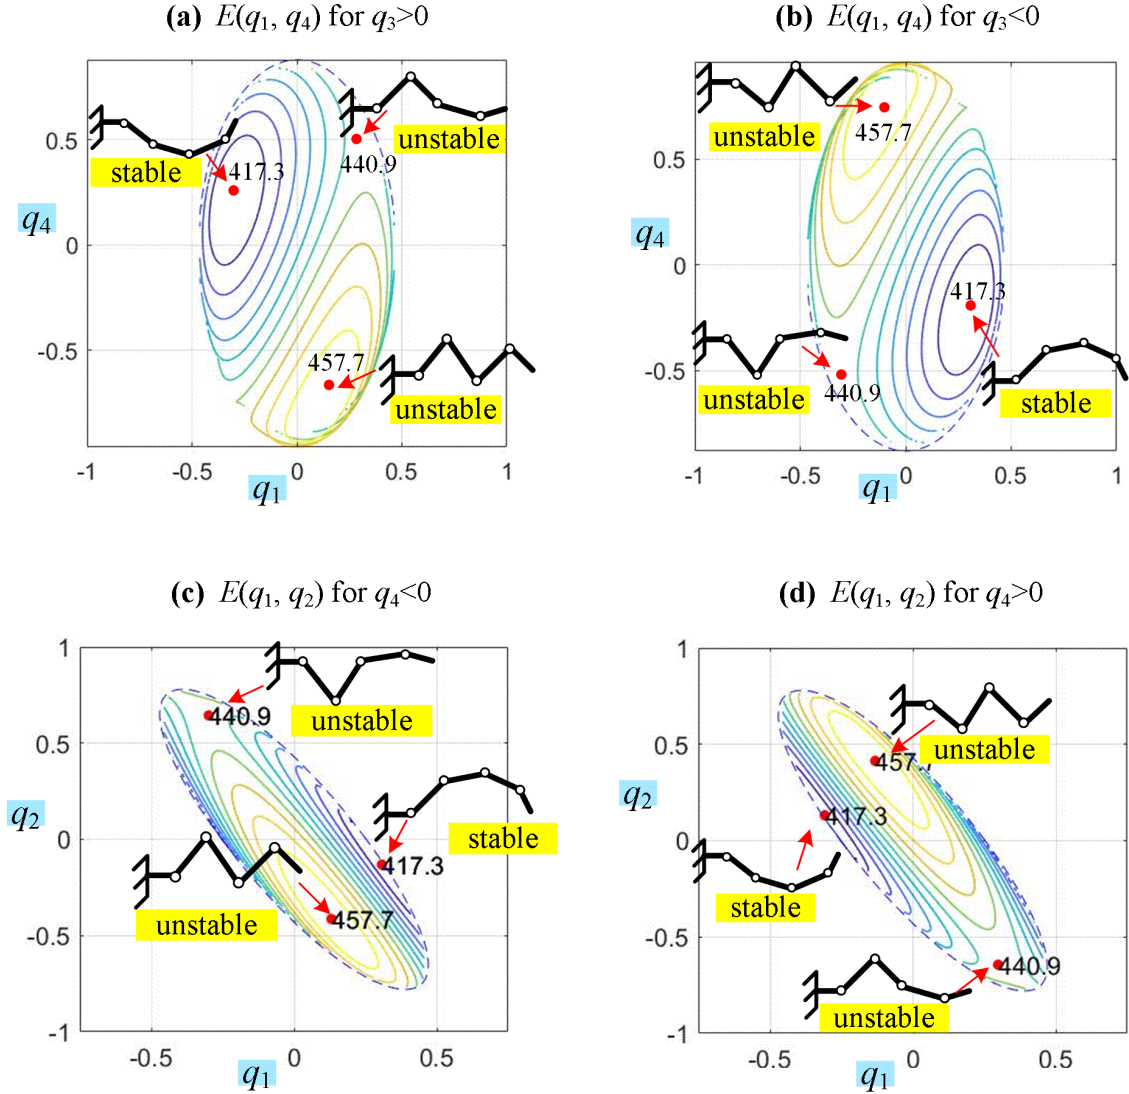 (a) E(q1, q4) for q3>0
1
0.5
0
-0.5
q4
stable
417.3
440.9
unstable
457.7
unstable
-1 -0.5 0 0.5 1
q1
(b) E(q1, q4) for q3<0
1
0.5
0
-0.5
q4
unstable
457.7
417.3
unstable
440.9
stable
-1 -0.5 0 0.5 1
q1
(c) E(q1, q2) for q4<0
1
0.5
0
-0.5
-1
q2
440.9
unstable
stable
417.3
unstable
457.7
-0.5 0 0.5
q1
(d) E(q1, q2) for q4>0
1
0.5
0
-0.5
-1
q2
unstable
457.7
417.3
stable
440.9
unstable
-0.5 0 0.5
q1